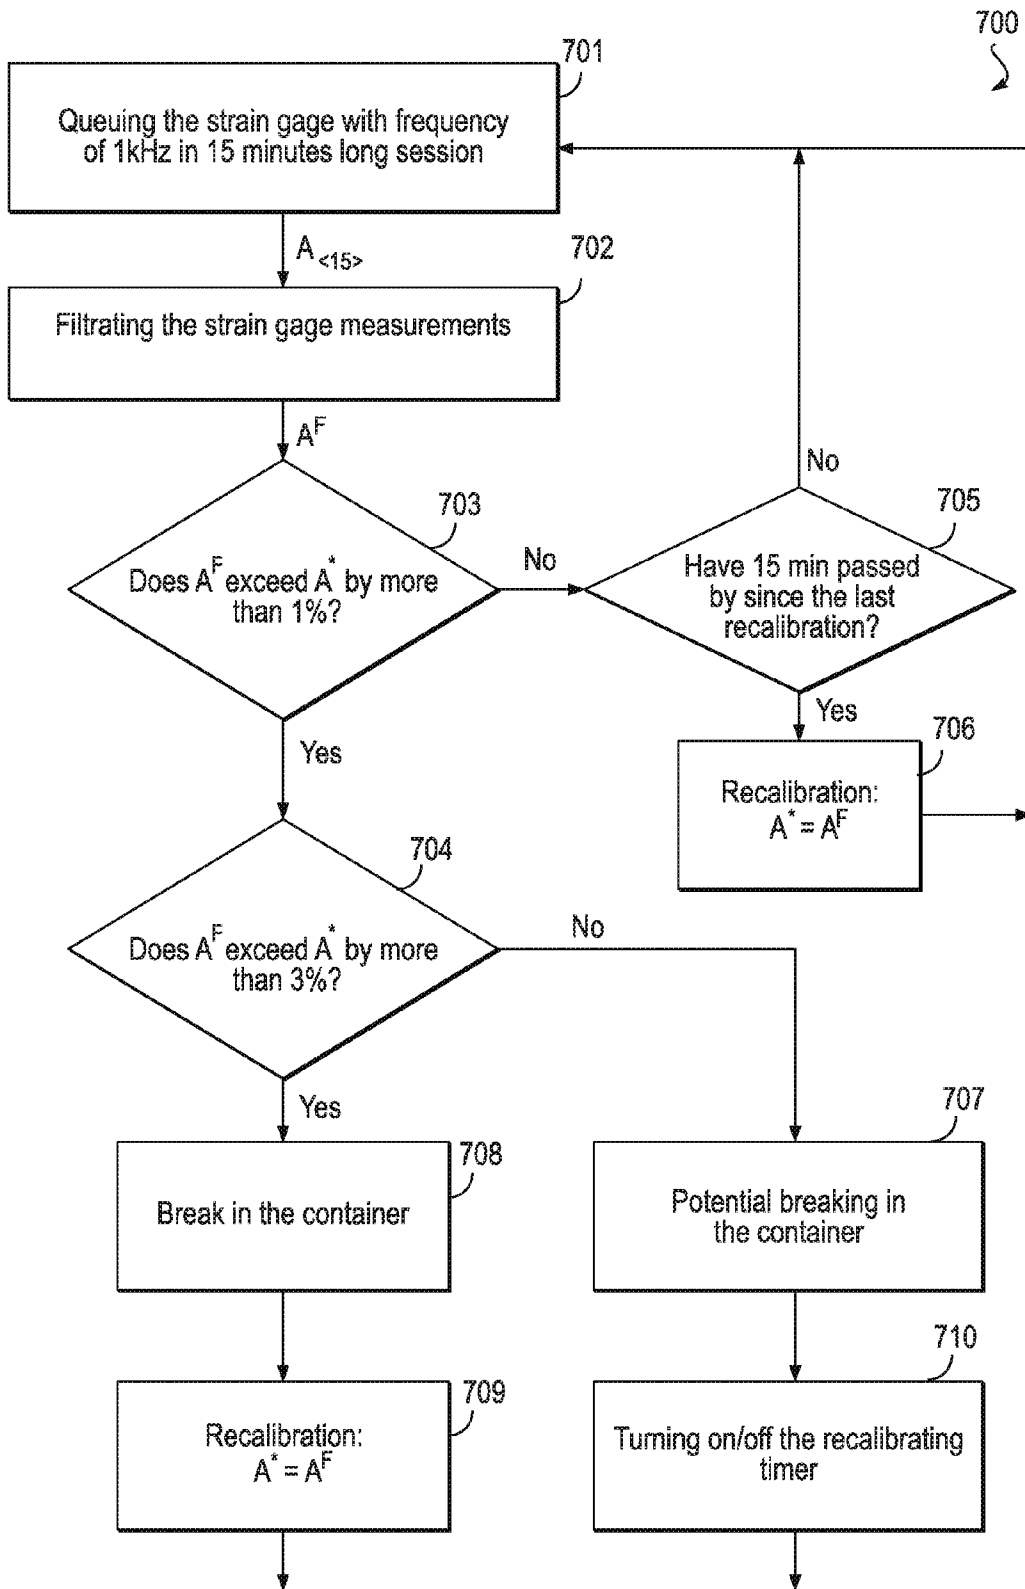 700
701
Queuing the strain gage with frequency
of 1kHz in 15 minutes long session
A <15>
702
Filtrating the strain gage measurements
A^F
703
Does A^F exceed A^* by more
than 1%?
No
No
705
Have 15 min passed
by since the last
recalibration?
Yes
Yes
706
Recalibration:
A^* = A^F
704
Does A^F exceed A^* by more
than 3%?
No
Yes
708
Break in the container
707
Potential breaking in
the container
709
Recalibration:
A^* = A^F
710
Turning on/off the recalibrating
timer